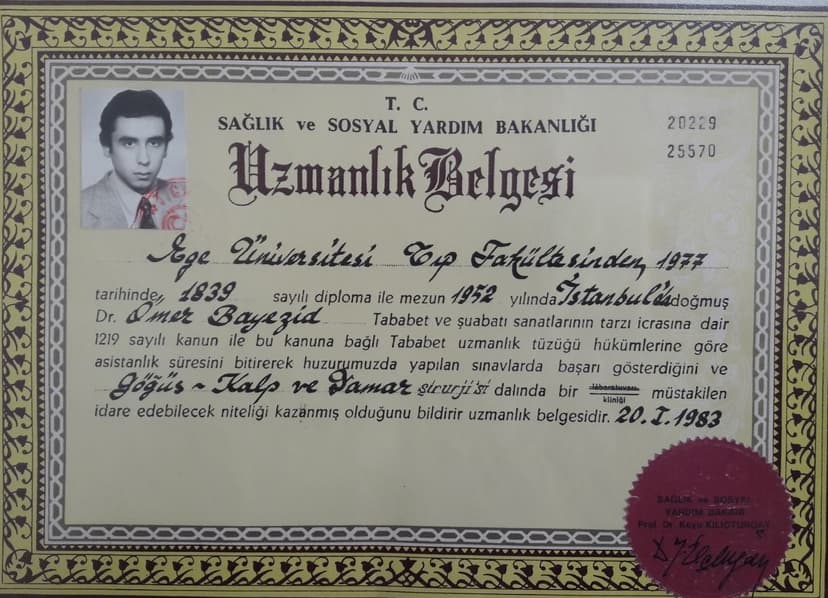 T. C.
SAĞLIK ve SOSYAL YARDIM BAKANLIĞI
20229
25570
Uzmanlık Belgesi
Ege Üniversitesi Tıp Fakültesinden, 1977
tarihinde 1839 sayılı diploma ile mezun 1952 yılında İstanbul'da doğmuş
Dr. Ömer Bayezid Tababet ve şuabatı sanatlarının tarzı icrasına dair
1219 sayılı kanun ile bu kanuna bağlı Tababet uzmanlık tüzüğü hükümlerine göre
asistanlık süresini bitirerek huzurumuzda yapılan sınavlarda başarı gösterdiğini ve
Göğüs - Kalp ve Damar şirurjisi dalında bir laboratuvarı kliniği müstakilen
idare edebilecek niteliği kazanmış olduğunu bildirir uzmanlık belgesidir. 20.I.1983
SAĞLIK ve SOSYAL
YARDIM BAKANI
Prof. Dr. Kaya KILIÇTURGAY